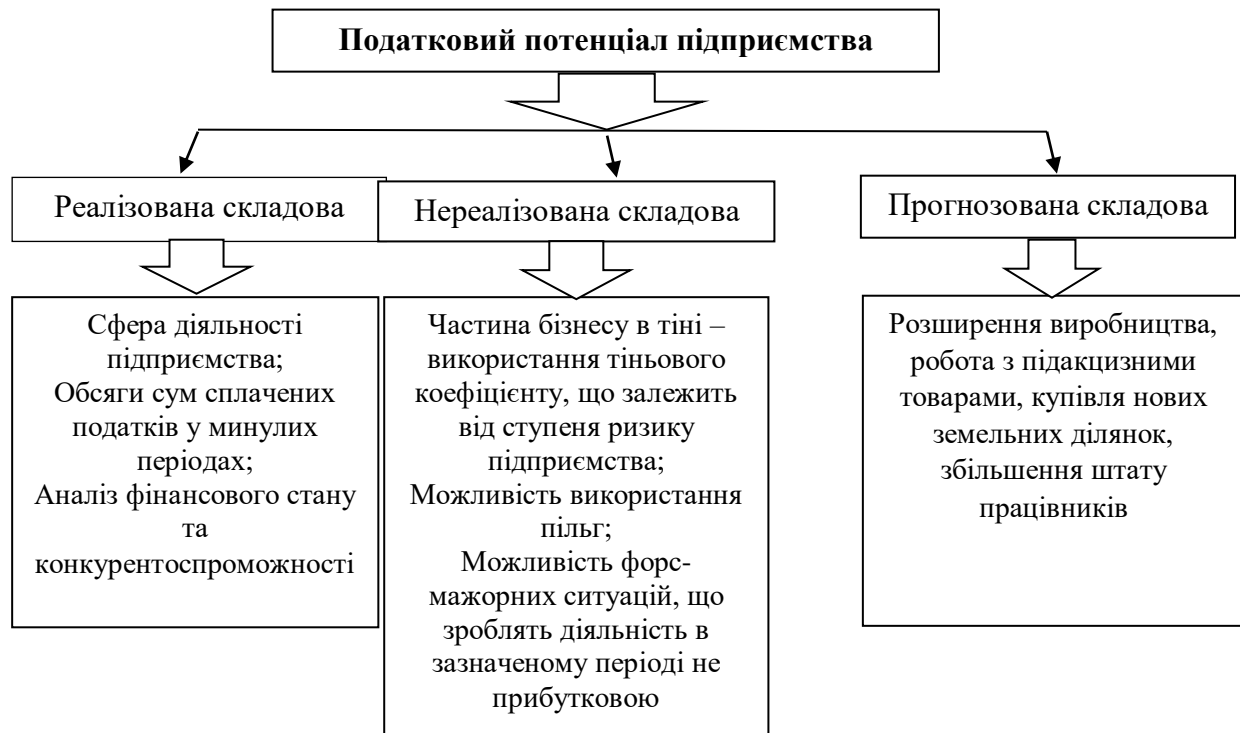 Податковий потенціал підприємства
Реалізована складова
Нереалізована складова
Прогнозована складова
Сфера діяльності
підприємства;
Обсяги сум сплачених
податків у минулих
періодах;
Аналіз фінансового стану
та
конкурентоспроможності
Частина бізнесу в тіні –
використання тіньового
коефіцієнту, що залежить
від ступеня ризику
підприємства;
Можливість використання
пільг;
Можливість форс-
мажорних ситуацій, що
зроблять діяльність в
зазначеному періоді не
прибутковою
Розширення виробництва,
робота з підакцизними
товарами, купівля нових
земельних ділянок,
збільшення штату
працівників